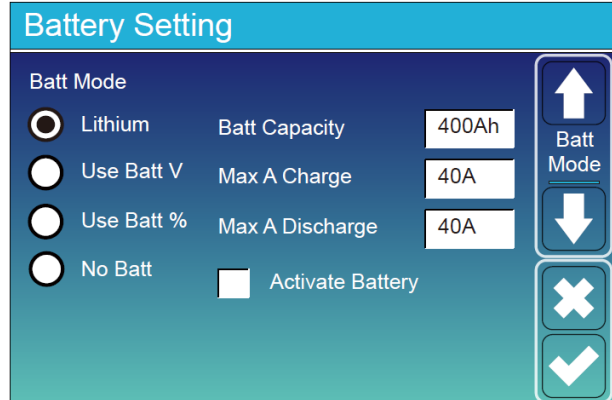 Battery Setting
Batt Mode
Lithium
Batt Capacity 400Ah
Use Batt V
Max A Charge 40A
Use Batt %
Max A Discharge 40A
No Batt
Activate Battery
Batt
Mode